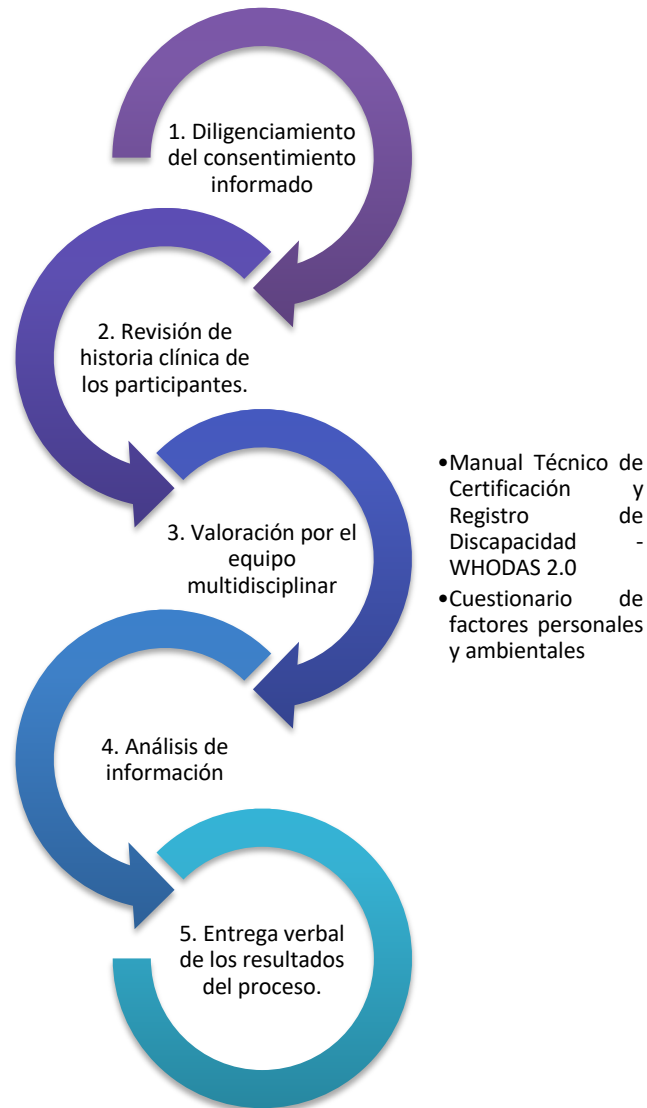 1. Diligenciamiento
del consentimiento
informado
2. Revisión de
historia clínica de
los participantes.
3. Valoración por el
equipo
multidisciplinar
•Manual Técnico de
Certificación y
Registro de
Discapacidad -
WHODAS 2.0
•Cuestionario de
factores personales
y ambientales
4. Análisis de
información
5. Entrega verbal
de los resultados
del proceso.